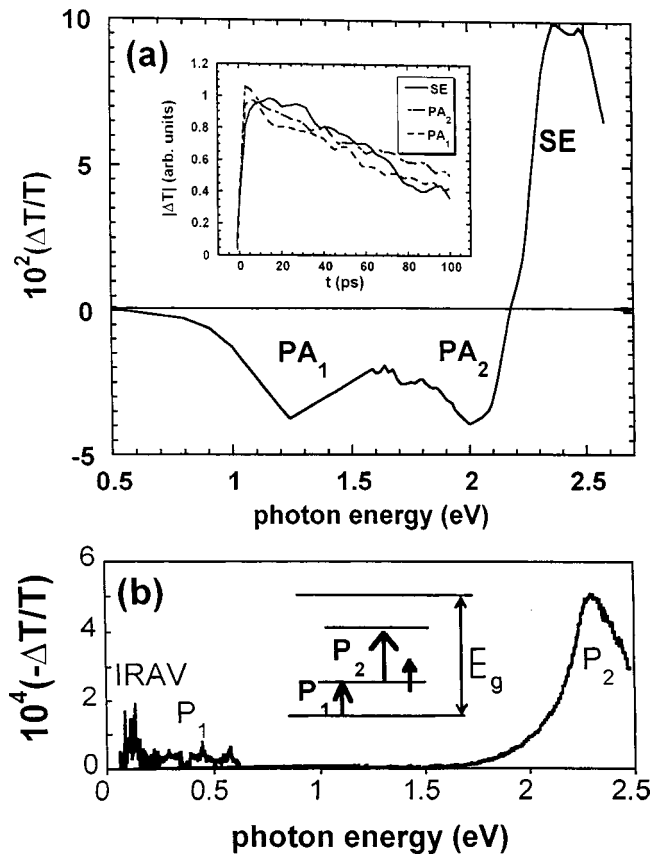 10
(a)
1.2
1
0.8
0.6
0.4
0.2
0
|ΔT| (arb. units)
SE
PA2
PA1
0 20 40 60 80 100
t (ps)
SE
5
10²(ΔT/T)
0
PA1
PA2
-5
0.5 1 1.5 2 2.5
photon energy (eV)
6
(b)
4
10⁴(-ΔT/T)
IRAV
P2
Eg
P2
2
P1
P1
0
0 0.5 1 1.5 2 2.5
photon energy (eV)